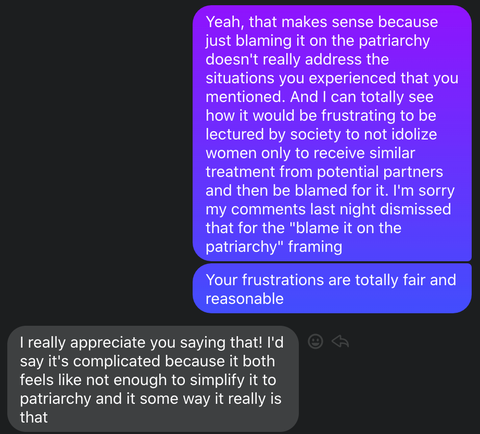 Yeah, that makes sense because
just blaming it on the patriarchy
doesn't really address the
situations you experienced that you
mentioned. And I can totally see
how it would be frustrating to be
lectured by society to not idolize
women only to receive similar
treatment from potential partners
and then be blamed for it. I'm sorry
my comments last night dismissed
that for the "blame it on the
patriarchy" framing
Your frustrations are totally fair and
reasonable
I really appreciate you saying that! I'd
say it's complicated because it both
feels like not enough to simplify it to
patriarchy and it some way it really is
that